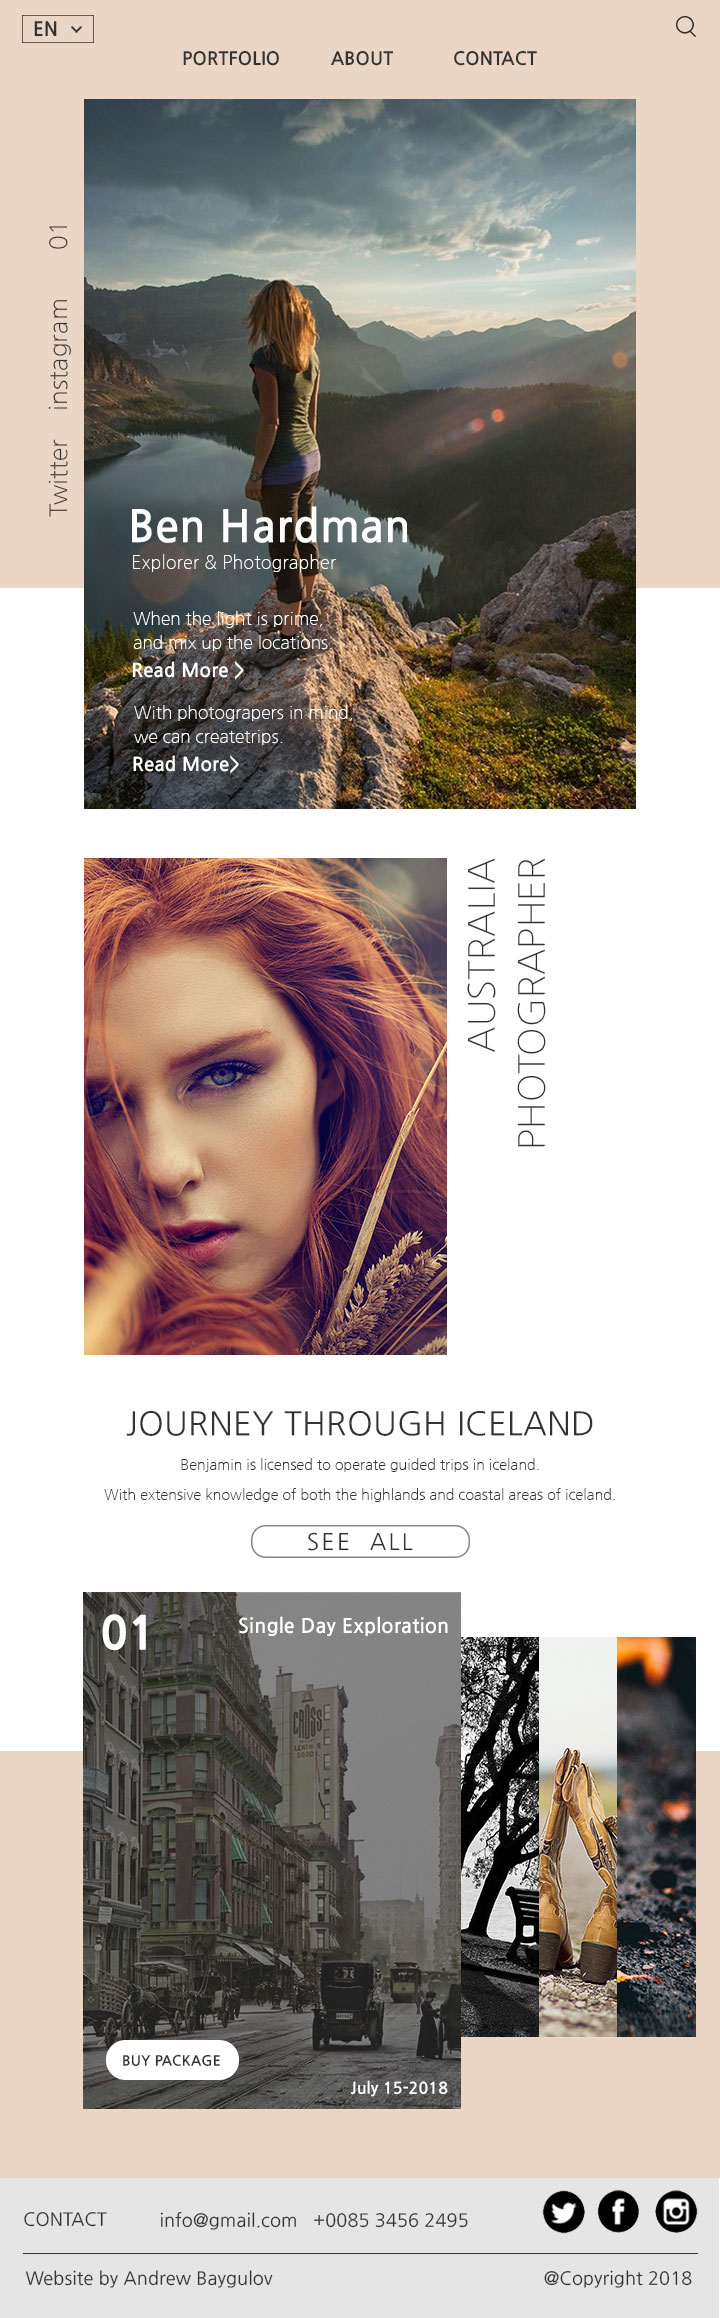 EN
PORTFOLIO ABOUT CONTACT
01
instagram
Twitter
Ben Hardman
Explorer & Photographer
When the light is prime,
and mix up the locations.
Read More >
With photograpers in mind,
we can createtrips.
Read More>
AUSTRALIA
PHOTOGRAPHER
JOURNEY THROUGH ICELAND
Benjamin is licensed to operate guided trips in iceland.
With extensive knowledge of both the highlands and coastal areas of iceland.
SEE ALL
01
Single Day Exploration
CROSS
LEATHER
GOODS
BUY PACKAGE
July 15-2018
CONTACT info@gmail.com +0085 3456 2495
Website by Andrew Baygulov @Copyright 2018